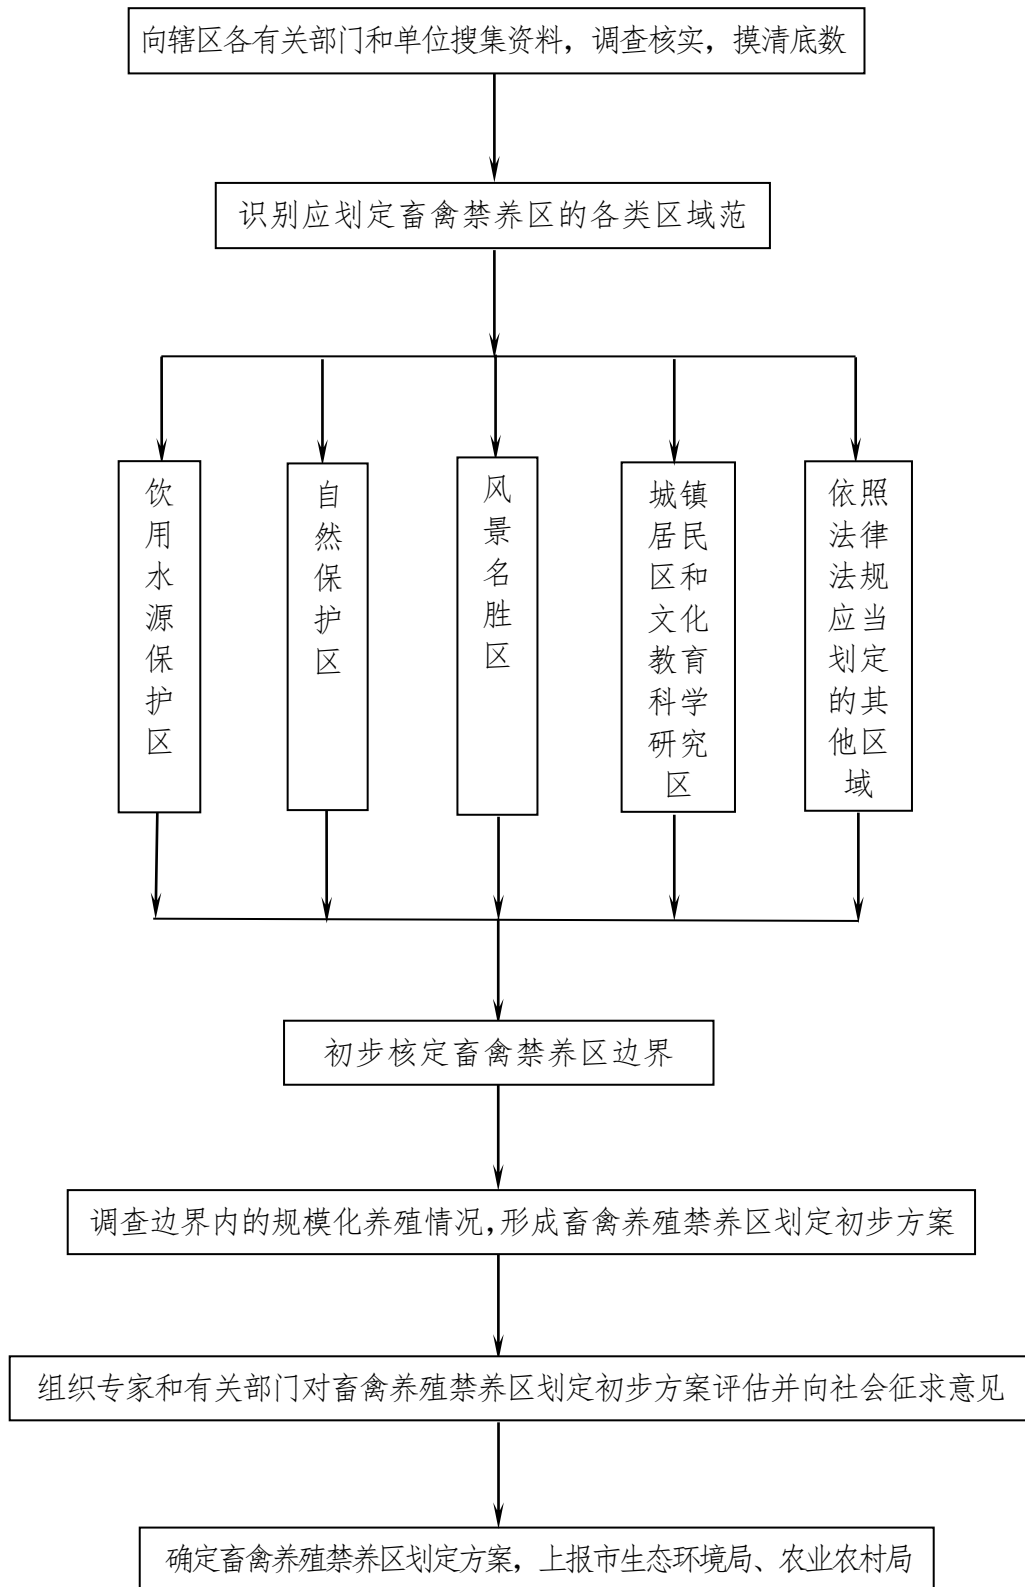 向辖区各有关部门和单位搜集资料，调查核实，摸清底数
识别应划定畜禽禁养区的各类区域范
饮用水源保护区
自然保护区
风景名胜区
城镇
居民
区和
文化
教育
科学
研究
区
依照
法律
法规
应当
划定
的其
他区
域
初步核定畜禽禁养区边界
调查边界内的规模化养殖情况，形成畜禽养殖禁养区划定初步方案
组织专家和有关部门对畜禽养殖禁养区划定初步方案评估并向社会征求意见
确定畜禽养殖禁养区划定方案，上报市生态环境局、农业农村局